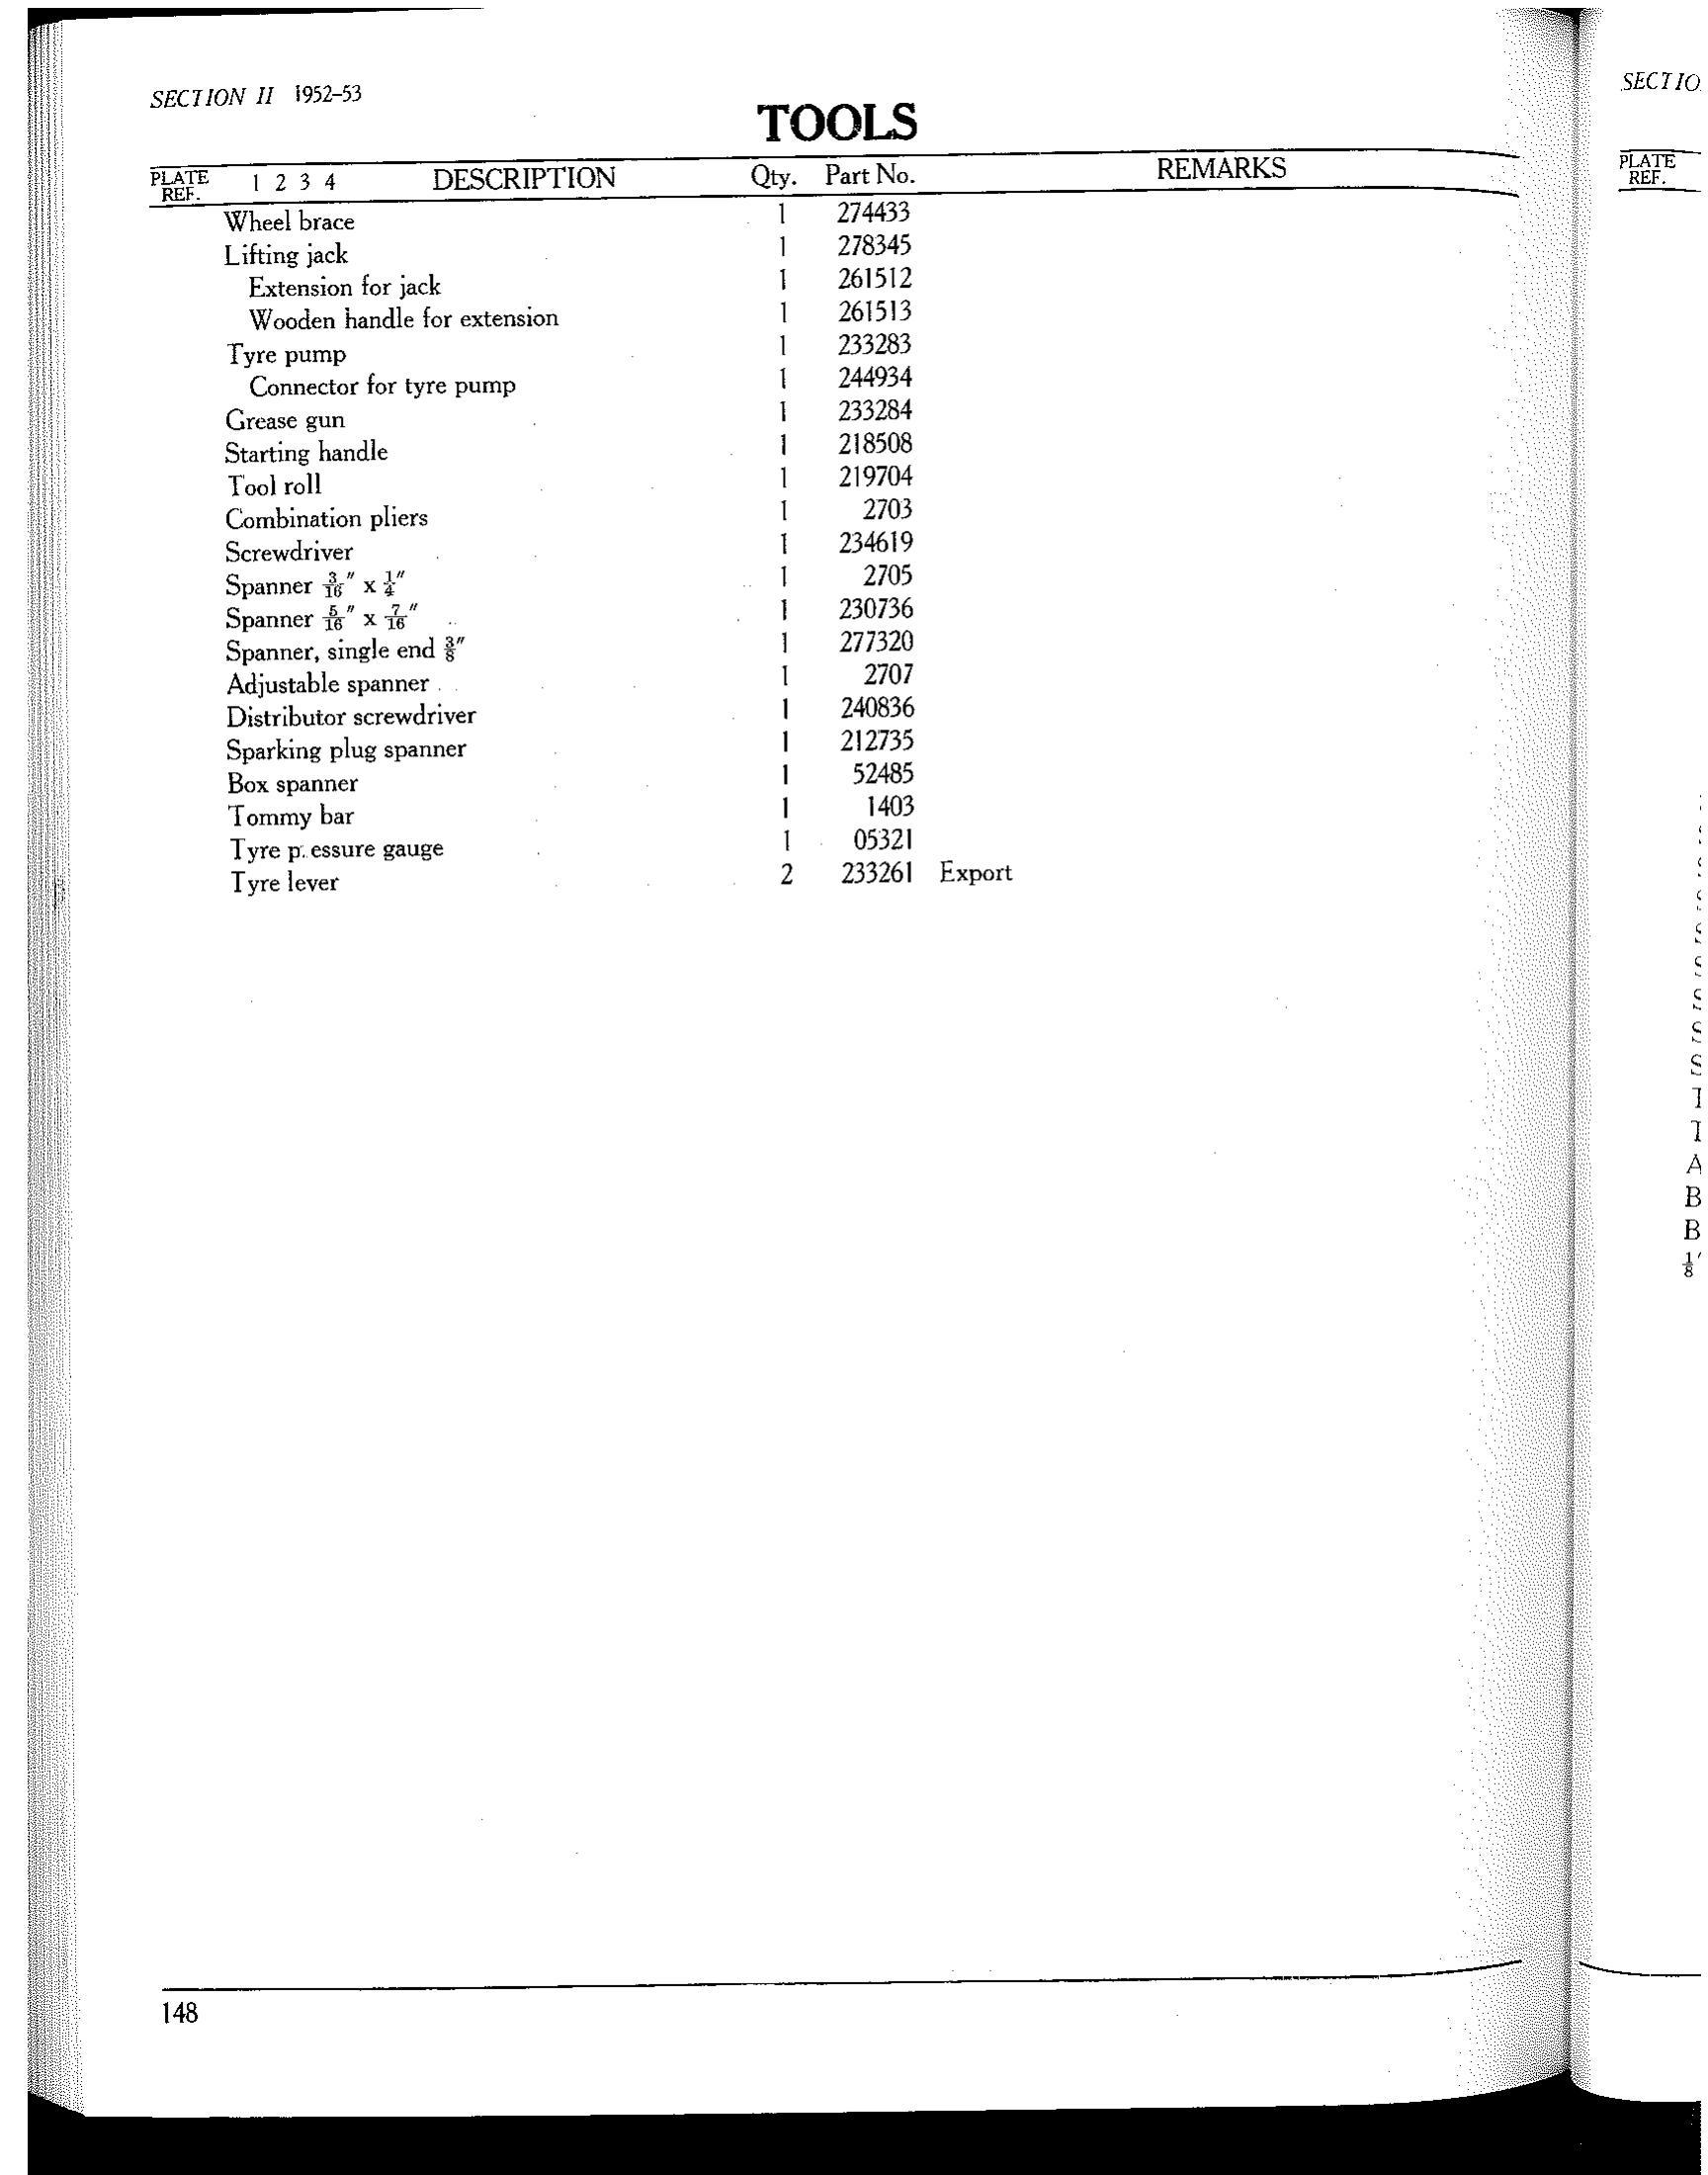 SECTION II 1952–53
TOOLS
PLATE REF. 1 2 3 4 DESCRIPTION Qty. Part No. REMARKS
Wheel brace 1 274433
Lifting jack 1 278345
Extension for jack 1 261512
Wooden handle for extension 1 261513
Tyre pump 1 233283
Connector for tyre pump 1 244934
Grease gun 1 233284
Starting handle 1 218508
Tool roll 1 219704
Combination pliers 1 2703
Screwdriver 1 234619
Spanner 3/16″ x 1/4″ 1 2705
Spanner 5/16″ x 7/16″ 1 230736
Spanner, single end 3/8″ 1 277320
Adjustable spanner 1 2707
Distributor screwdriver 1 240836
Sparking plug spanner 1 212735
Box spanner 1 52485
Tommy bar 1 1403
Tyre p essure gauge 1 05321
Tyre lever 2 233261 Export
148
SECTIO
PLATE REF.
S
S
S
S
S
S
S
S
T
T
A
B
B
1/8″